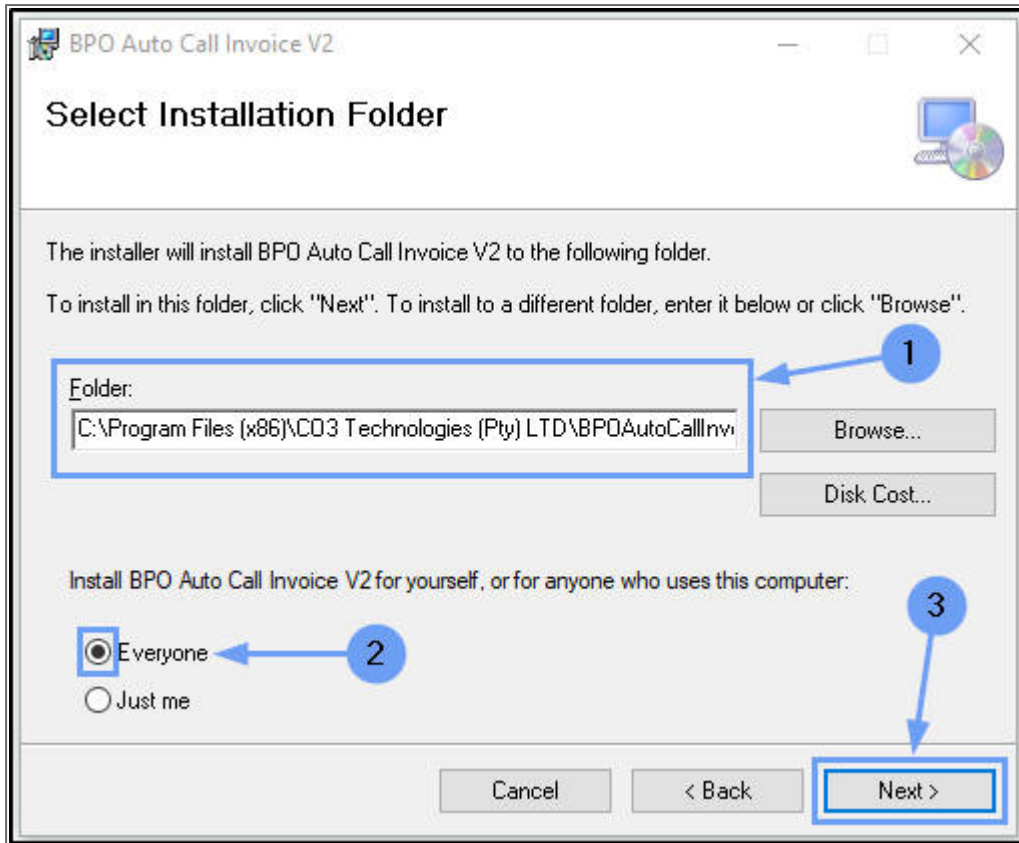 BPO Auto Call Invoice V2
Select Installation Folder
The installer will install BPO Auto Call Invoice V2 to the following folder.
To install in this folder, click "Next". To install to a different folder, enter it below or click "Browse".
1
Folder:
C:\Program Files (x86)\CO3 Technologies (Pty) LTD\BPOAutoCallInv
Browse...
Disk Cost...
Install BPO Auto Call Invoice V2 for yourself, or for anyone who uses this computer:
3
Everyone
2
Just me
Cancel
< Back
Next >